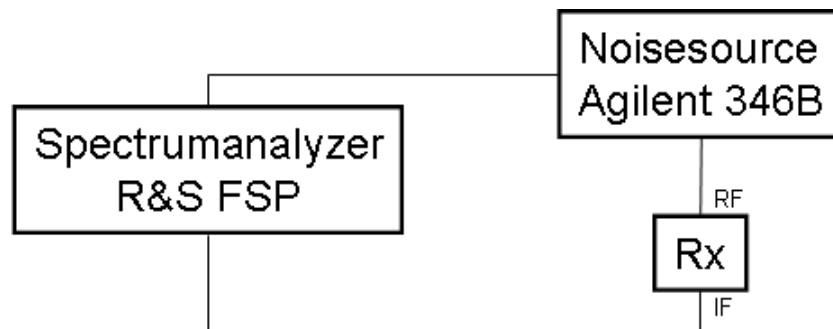 Noisesource
Agilent 346B
Spectrumanalyzer
R&S FSP
RF
Rx
IF